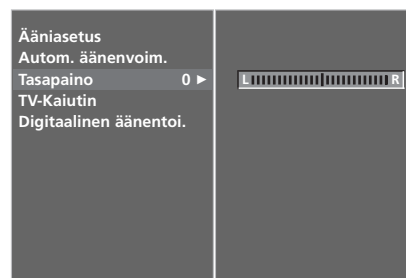 Ääniasetus
Autom. äänenvoim.
Tasapaino 0 ►
L R
TV-Kaiutin
Digitaalinen äänentoi.